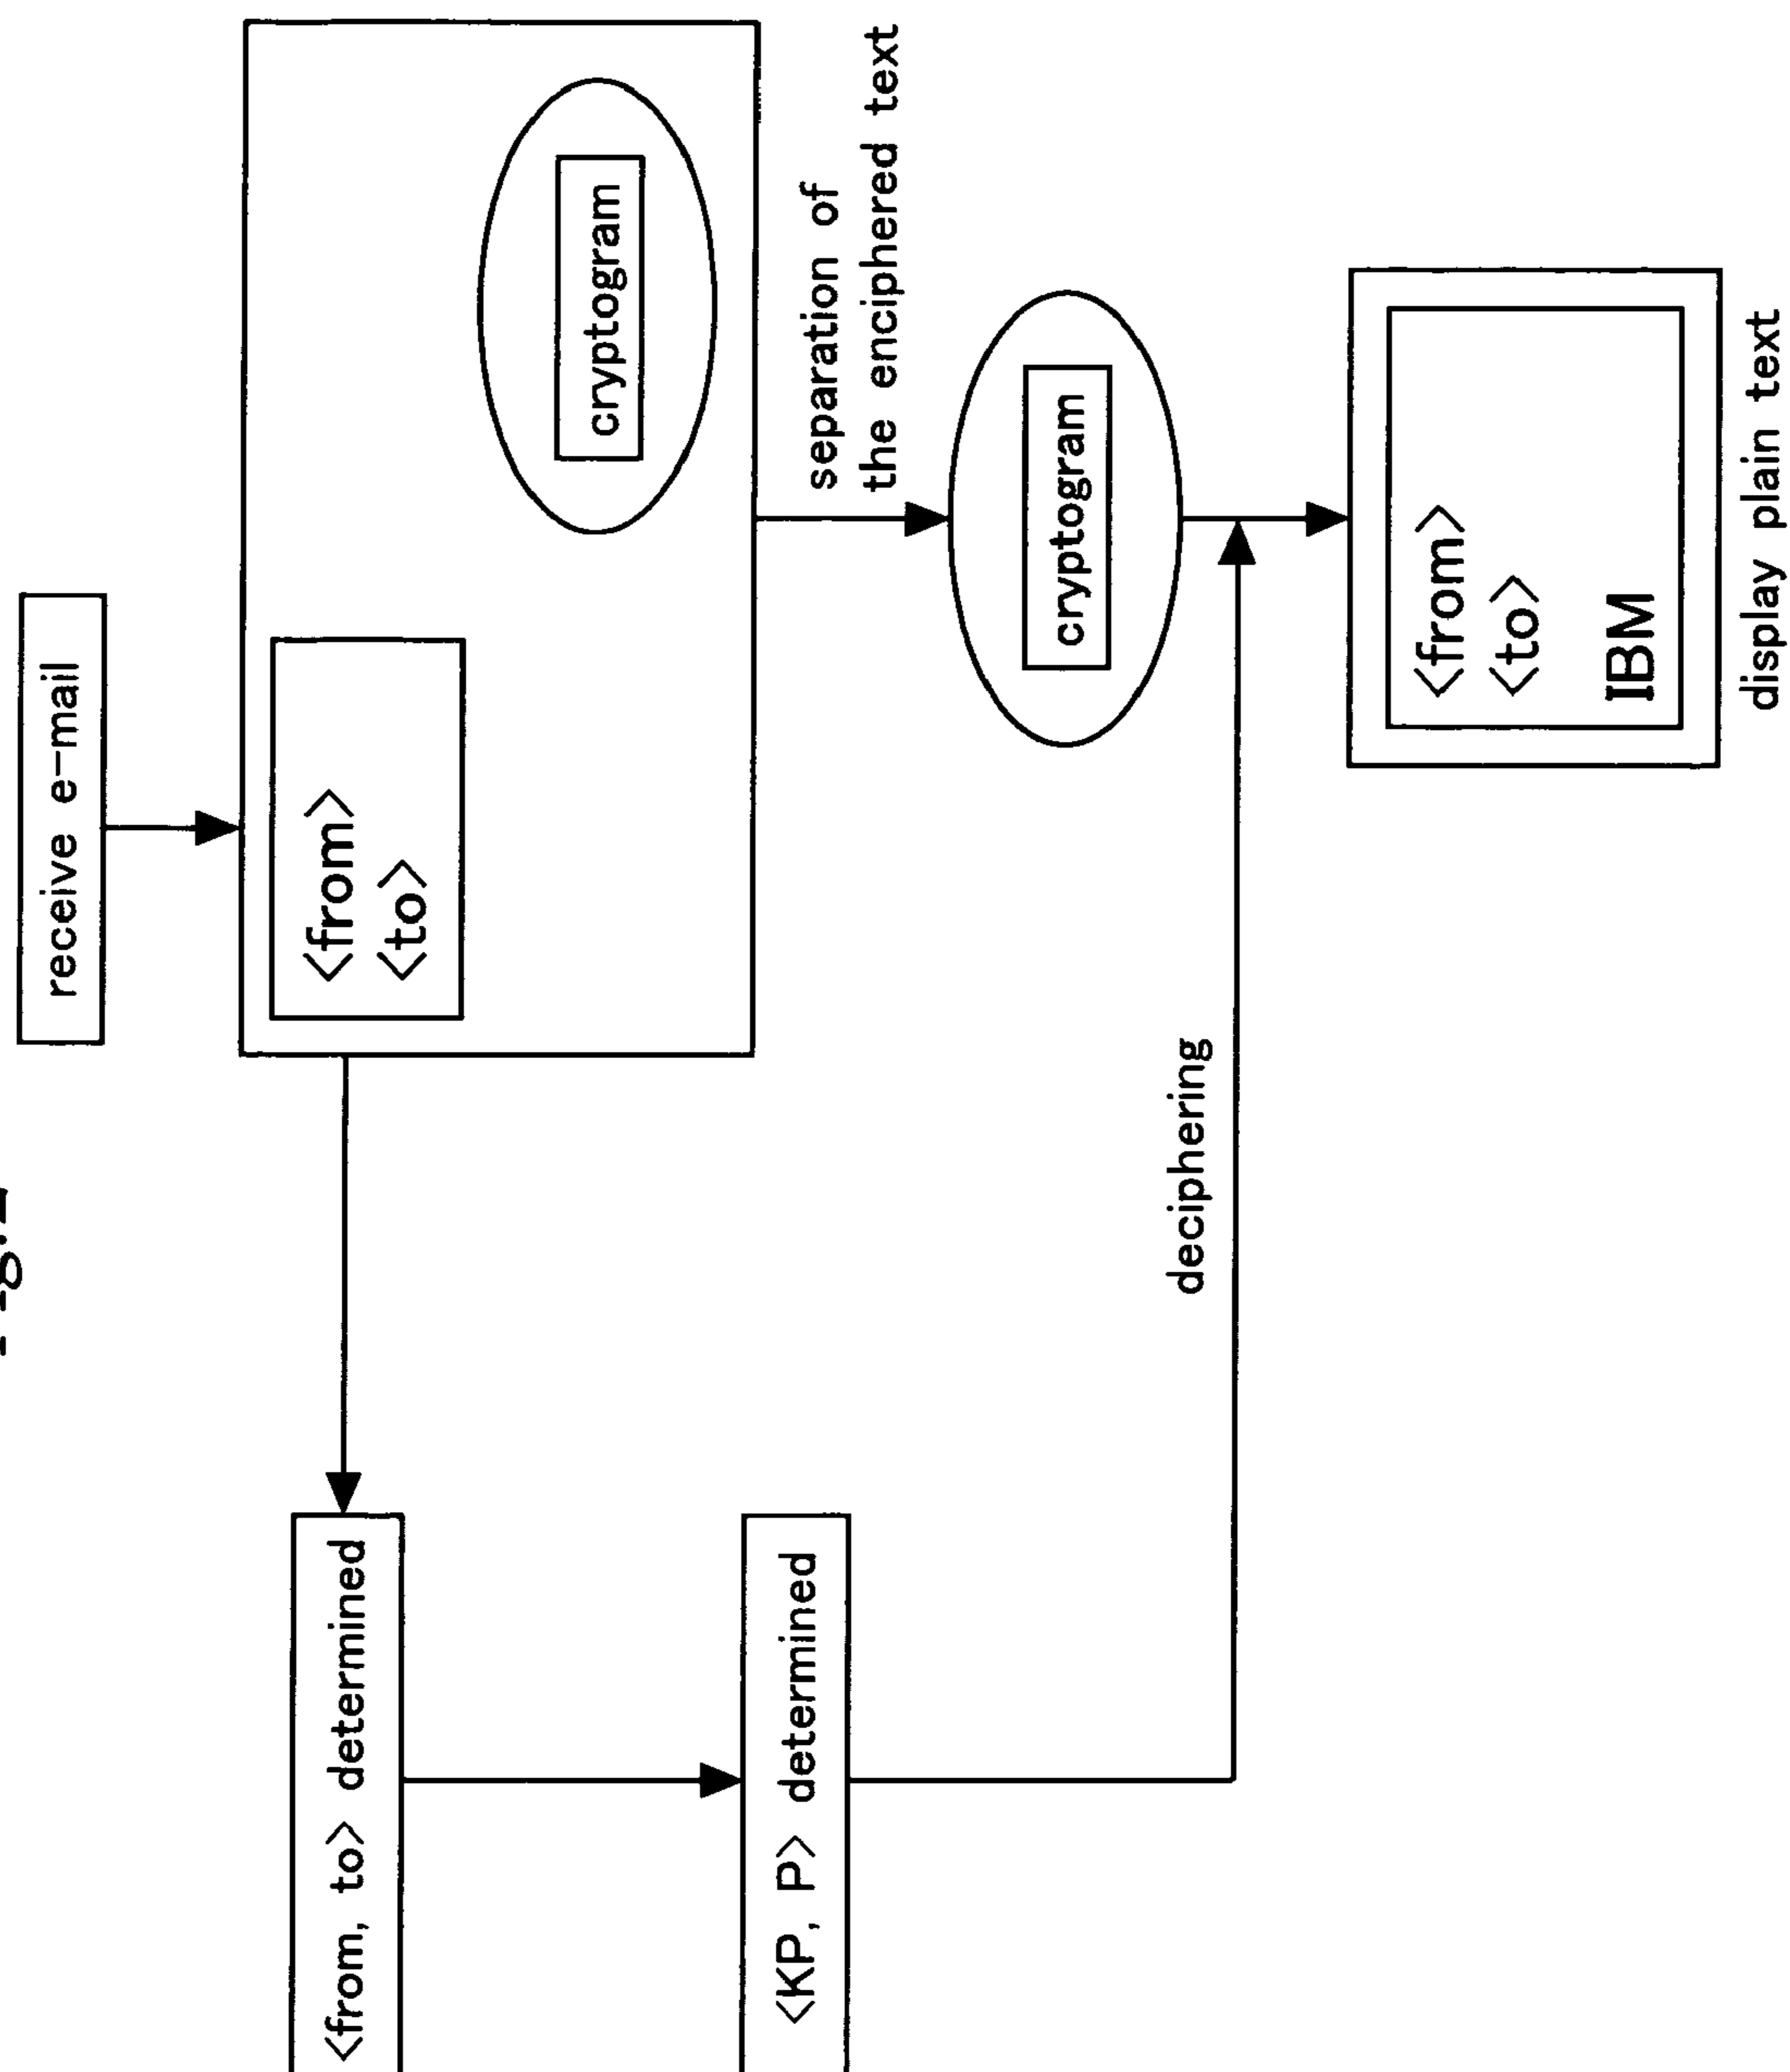 receive e-mail
<from, to> determined
<from>
<to>
cryptogram
<KP, P> determined
separation of
the enciphered text
cryptogram
deciphering
<from>
<to>
IBM
display plain text